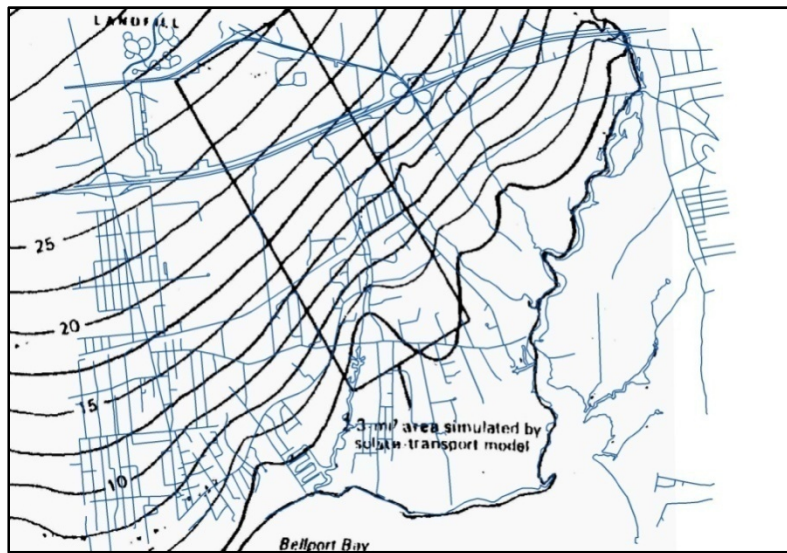 LANDFILL
25
20
15
10
area simulated by
solute-transport model
Bellport Bay